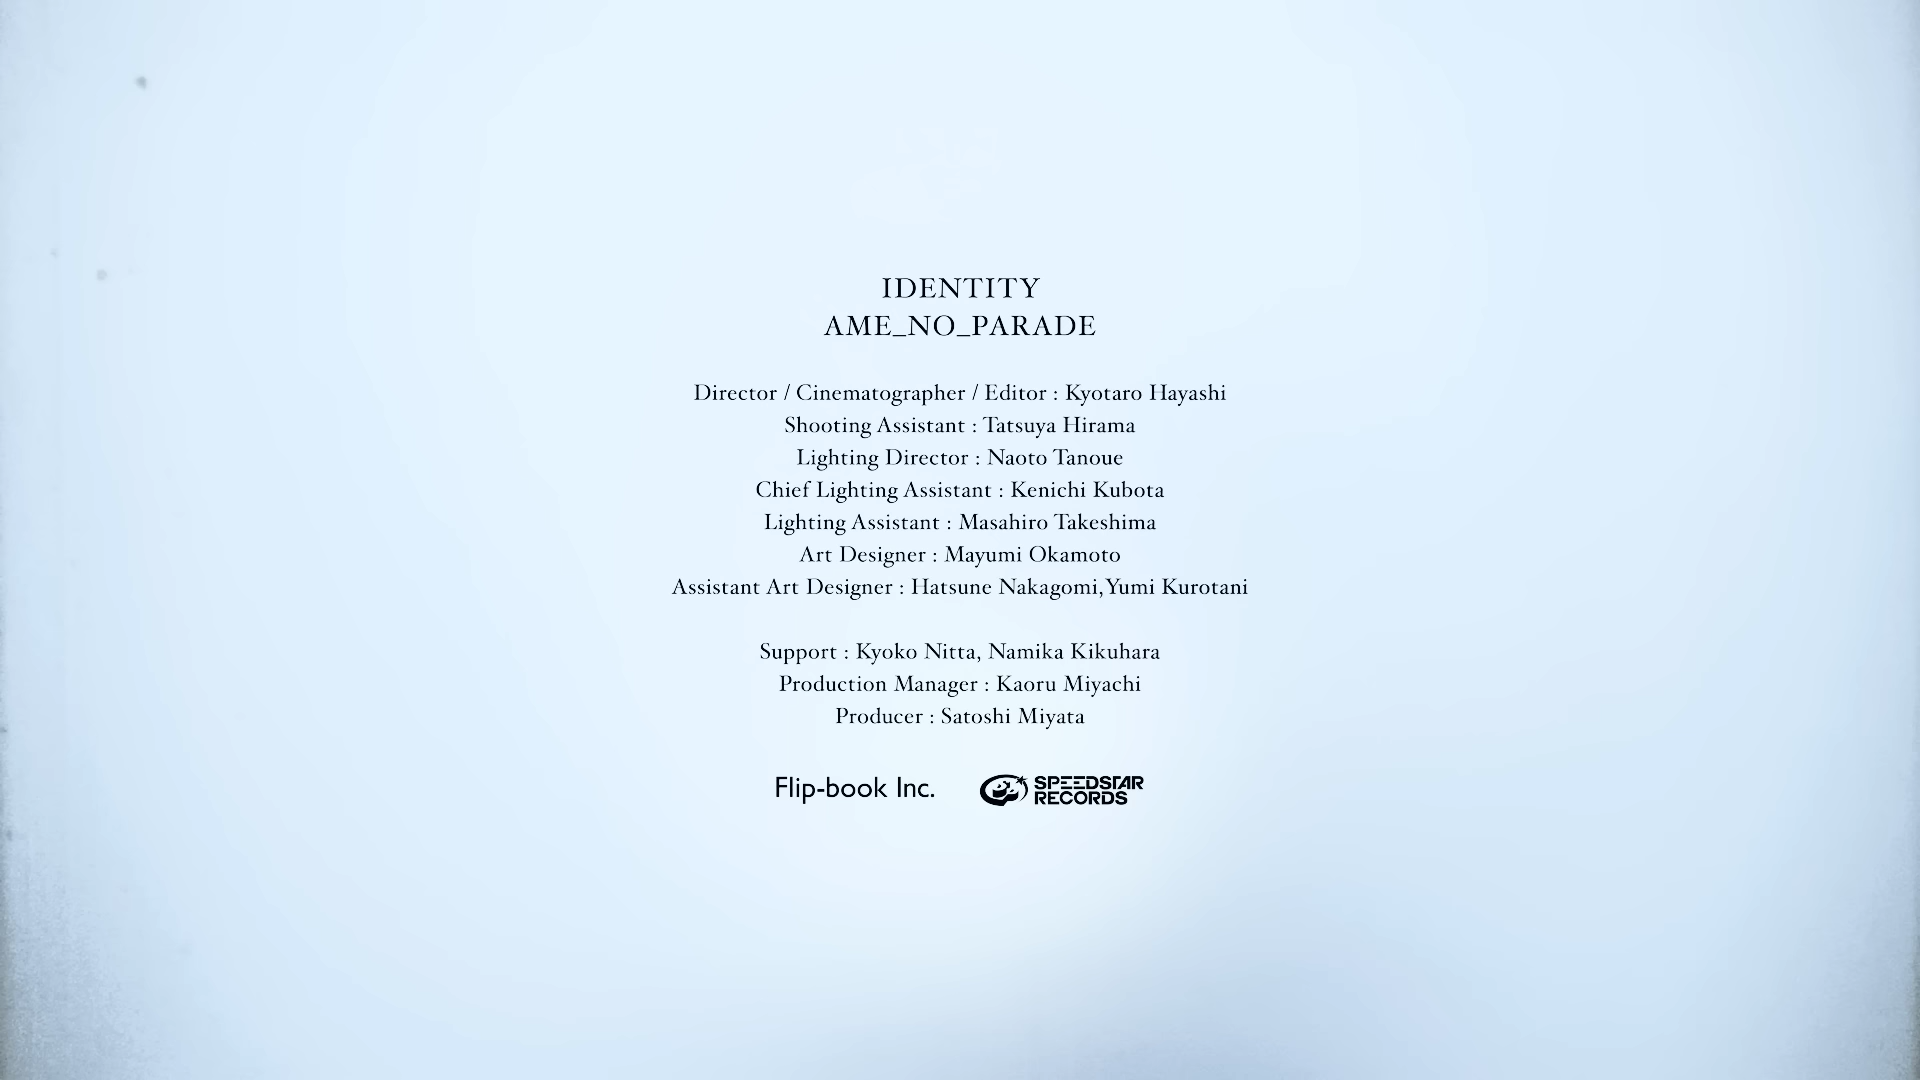 IDENTITY
AME_NO_PARADE
Director / Cinematographer / Editor : Kyotaro Hayashi
Shooting Assistant : Tatsuya Hirama
Lighting Director : Naoto Tanoue
Chief Lighting Assistant : Kenichi Kubota
Lighting Assistant : Masahiro Takeshima
Art Designer : Mayumi Okamoto
Assistant Art Designer : Hatsune Nakagomi,Yumi Kurotani
Support : Kyoko Nitta, Namika Kikuhara
Production Manager : Kaoru Miyachi
Producer : Satoshi Miyata
Flip-book Inc. SPEEDSTAR
RECORDS